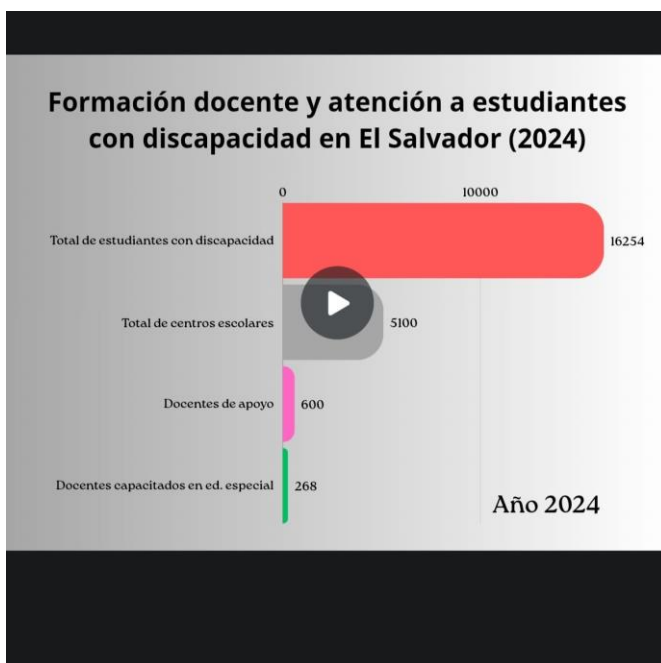 Formación docente y atención a estudiantes
con discapacidad en El Salvador (2024)
0 10000
Total de estudiantes con discapacidad 16254
Total de centros escolares 5100
Docentes de apoyo 600
Docentes capacitados en ed. especial 268
Año 2024